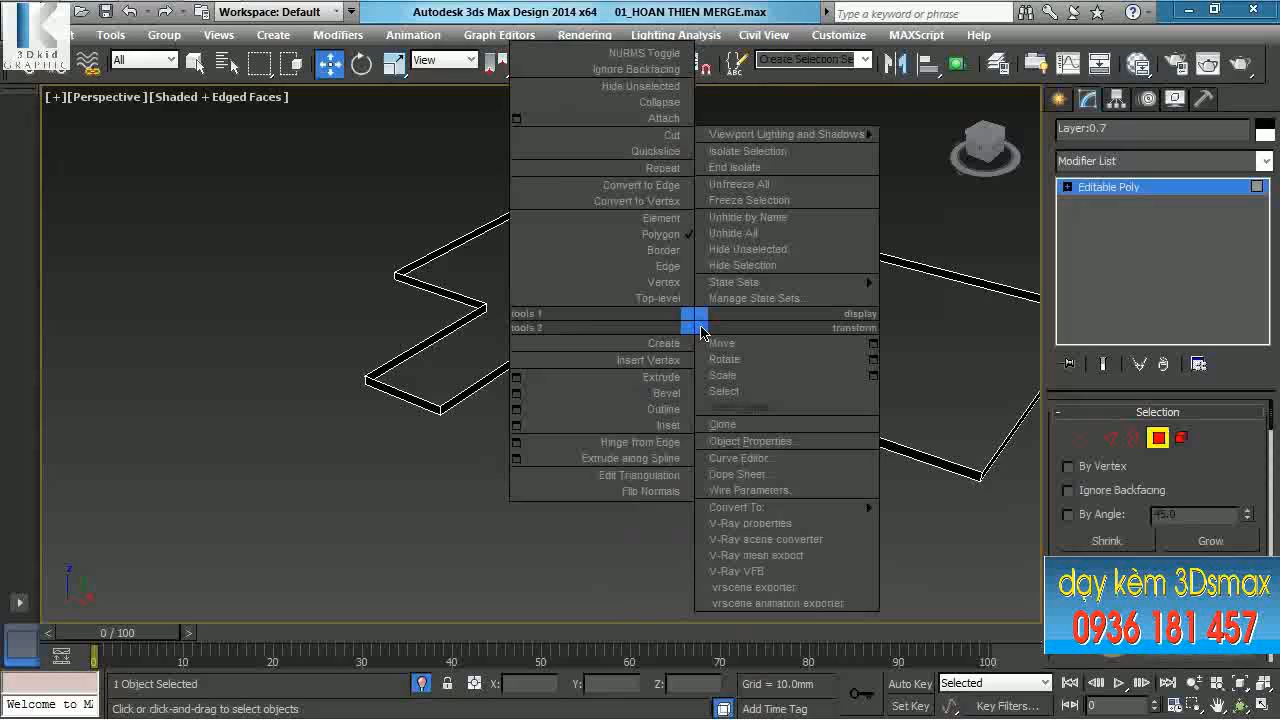 Workspace: Default
Autodesk 3ds Max Design 2014 x64 01_HOAN THIEN MERGE.max
Type a keyword or phrase
3Dkid
GRAPHIC
Tools
Group
Views
Create
Modifiers
Animation
Graph Editors
Rendering
Lighting Analysis
Civil View
Customize
MAXScript
Help
All
View
Create Selection Se
[+][Perspective][Shaded + Edged Faces]
NURMS Toggle
Ignore Backfacing
Hide Unselected
Collapse
Attach
Cut
Quickslice
Repeat
Convert to Edge
Convert to Vertex
Element
Polygon
Border
Edge
Vertex
Top-level
tools 1
tools 2
Create
Insert Vertex
Extrude
Bevel
Outline
Inset
Hinge from Edge
Extrude along Spline
Edit Triangulation
Flip Normals
Viewport Lighting and Shadows
Isolate Selection
End Isolate
Unfreeze All
Freeze Selection
Unhide by Name
Unhide All
Hide Unselected
Hide Selection
State Sets
Manage State Sets...
display
transform
Move
Rotate
Scale
Select
Clone
Object Properties...
Curve Editor...
Dope Sheet...
Wire Parameters...
Convert To:
V-Ray properties
V-Ray scene converter
V-Ray mesh export
V-Ray VFB
.vrscene exporter
.vrscene animation exporter
Layer:0.7
Modifier List
Editable Poly
Selection
By Vertex
Ignore Backfacing
By Angle: 45.0
Shrink
Grow
dạy kèm 3Dsmax
0936 181 457
z
0 / 100
0 10 20 30 40 50 60 70 80 90 100
1 Object Selected
X:
Y:
Z:
Grid = 10.0mm
Auto Key
Selected
Welcome to M
Click or click-and-drag to select objects
Add Time Tag
Set Key
Key Filters...
0